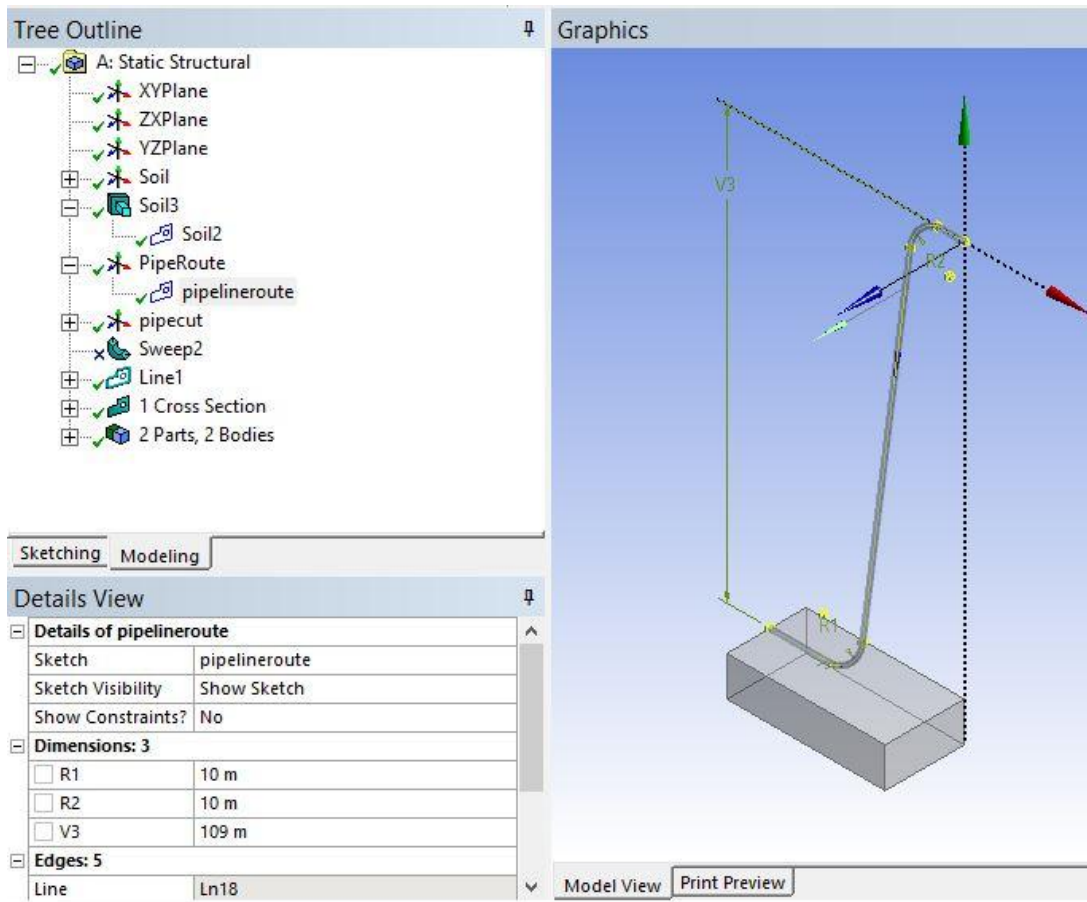 Tree Outline
A: Static Structural
XYPlane
ZXPlane
YZPlane
Soil
Soil3
Soil2
PipeRoute
pipelineroute
pipecut
Sweep2
Line1
1 Cross Section
2 Parts, 2 Bodies
Sketching Modeling
Details View
Details of pipelineroute
Sketch pipelineroute
Sketch Visibility Show Sketch
Show Constraints? No
Dimensions: 3
R1 10 m
R2 10 m
V3 109 m
Edges: 5
Line Ln18
Graphics
V3
R2
R1
Model View Print Preview